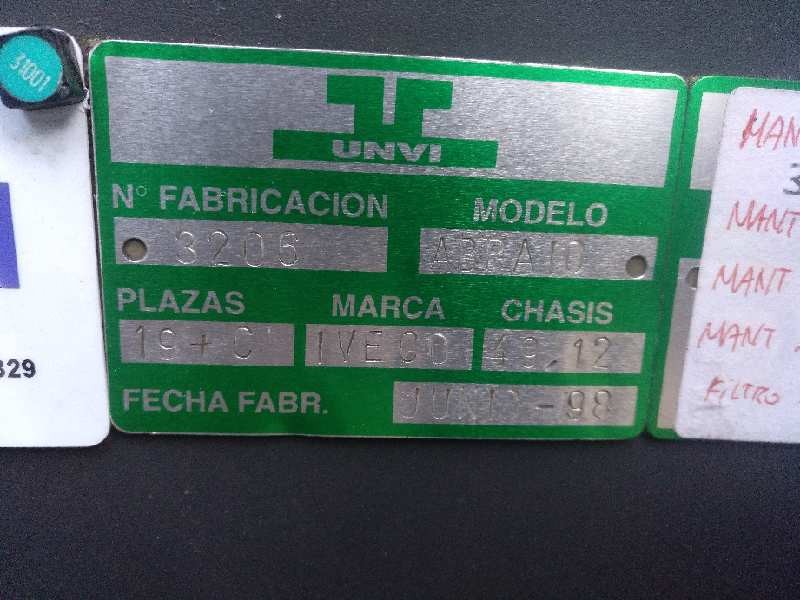 31001
UNVI
Nº FABRICACION
MODELO
3205
PLAZAS
MARCA
CHASIS
19+C
IVECO
49.12
FECHA FABR.
JUNIO-98
329
MAN
3
MANT
MANT
MANT
FILTRO